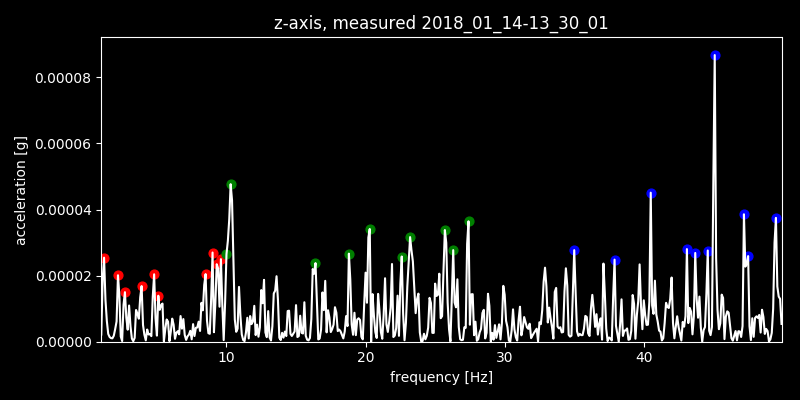 z-axis, measured 2018_01_14-13_30_01
acceleration [g]
0.00008
0.00006
0.00004
0.00002
0.00000
10 20 30 40
frequency [Hz]